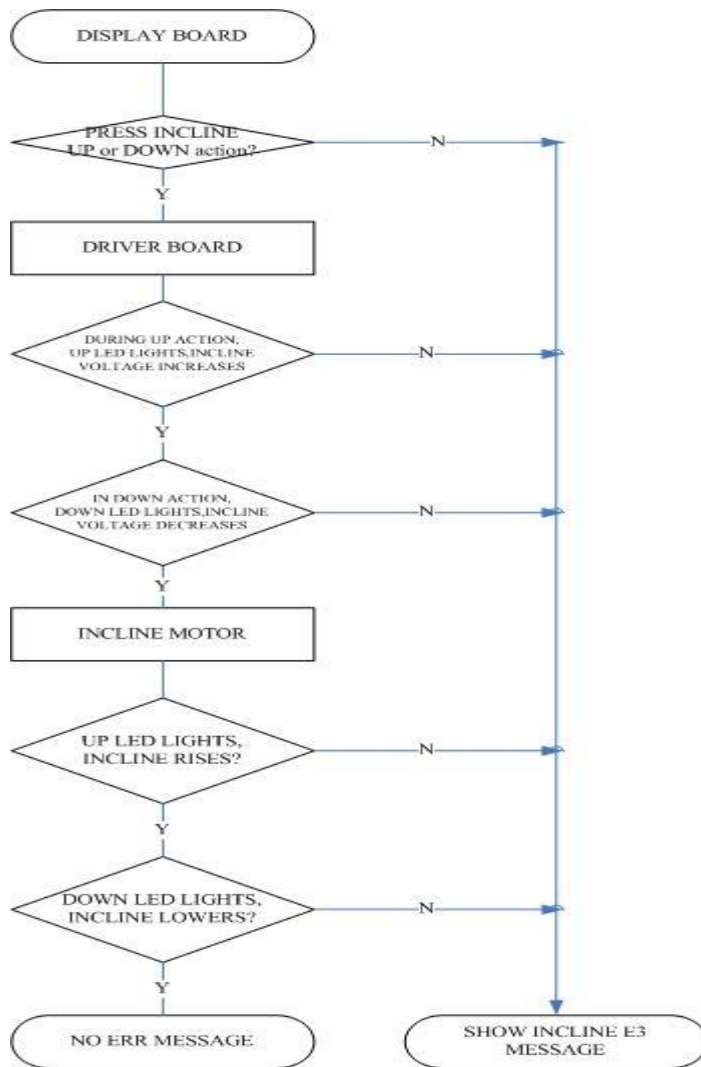 DISPLAY BOARD
PRESS INCLINE
UP or DOWN action?
N
Y
DRIVER BOARD
DURING UP ACTION,
UP LED LIGHTS,INCLINE
VOLTAGE INCREASES
N
Y
IN DOWN ACTION,
DOWN LED LIGHTS,INCLINE
VOLTAGE DECREASES
N
Y
INCLINE MOTOR
UP LED LIGHTS,
INCLINE RISES?
N
Y
DOWN LED LIGHTS,
INCLINE LOWERS?
N
Y
NO ERR MESSAGE
SHOW INCLINE E3
MESSAGE